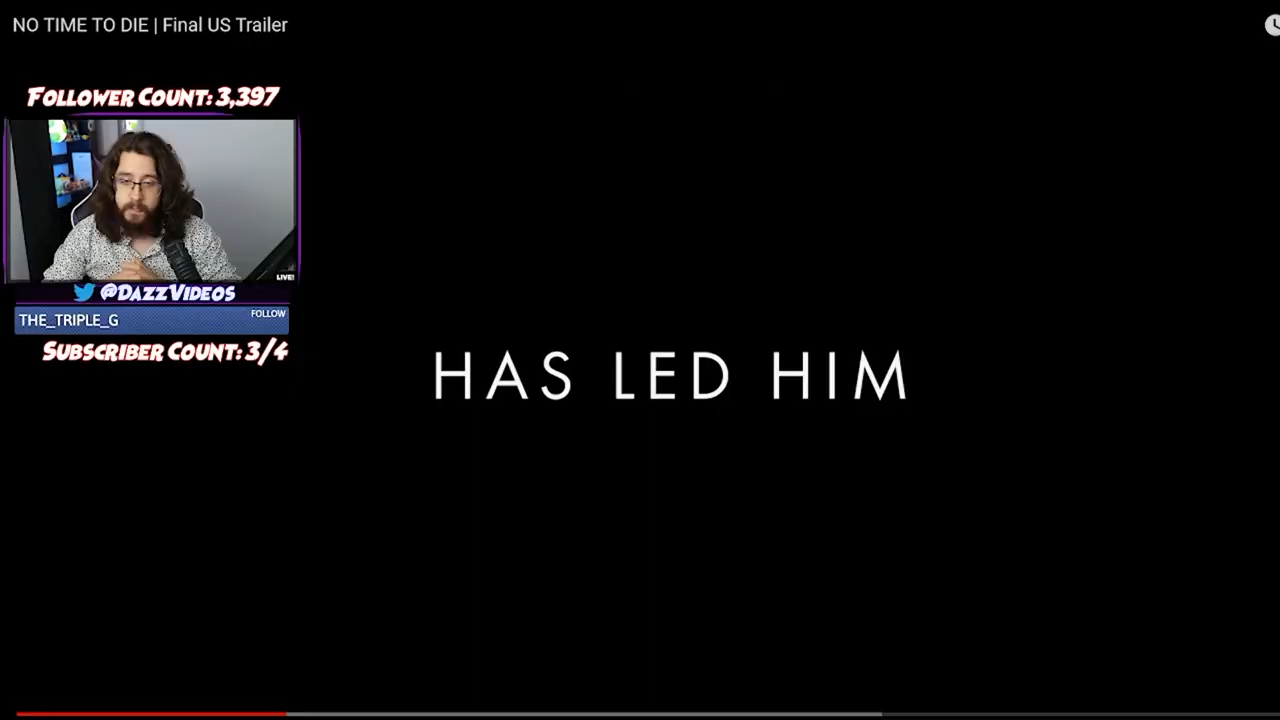 NO TIME TO DIE | Final US Trailer
FOLLOWER COUNT: 3,397
LIVE!
@DAZZVIDEOS
FOLLOW
THE_TRIPLE_G
SUBSCRIBER COUNT: 3/4
HAS LED HIM